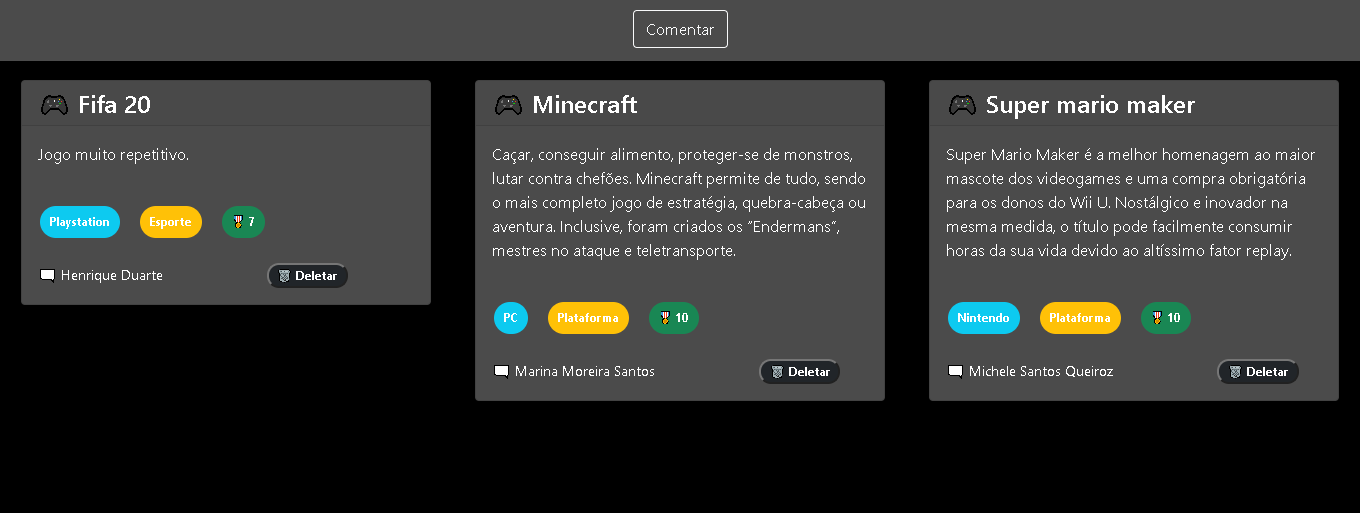 Comentar
Fifa 20
Jogo muito repetitivo.
Playstation
Esporte
7
Henrique Duarte
Deletar
Minecraft
Caçar, conseguir alimento, proteger-se de monstros,
lutar contra chefões. Minecraft permite de tudo, sendo
o mais completo jogo de estratégia, quebra-cabeça ou
aventura. Inclusive, foram criados os “Endermans”,
mestres no ataque e teletransporte.
PC
Plataforma
10
Marina Moreira Santos
Deletar
Super mario maker
Super Mario Maker é a melhor homenagem ao maior
mascote dos videogames e uma compra obrigatória
para os donos do Wii U. Nostálgico e inovador na
mesma medida, o título pode facilmente consumir
horas da sua vida devido ao altíssimo fator replay.
Nintendo
Plataforma
10
Michele Santos Queiroz
Deletar